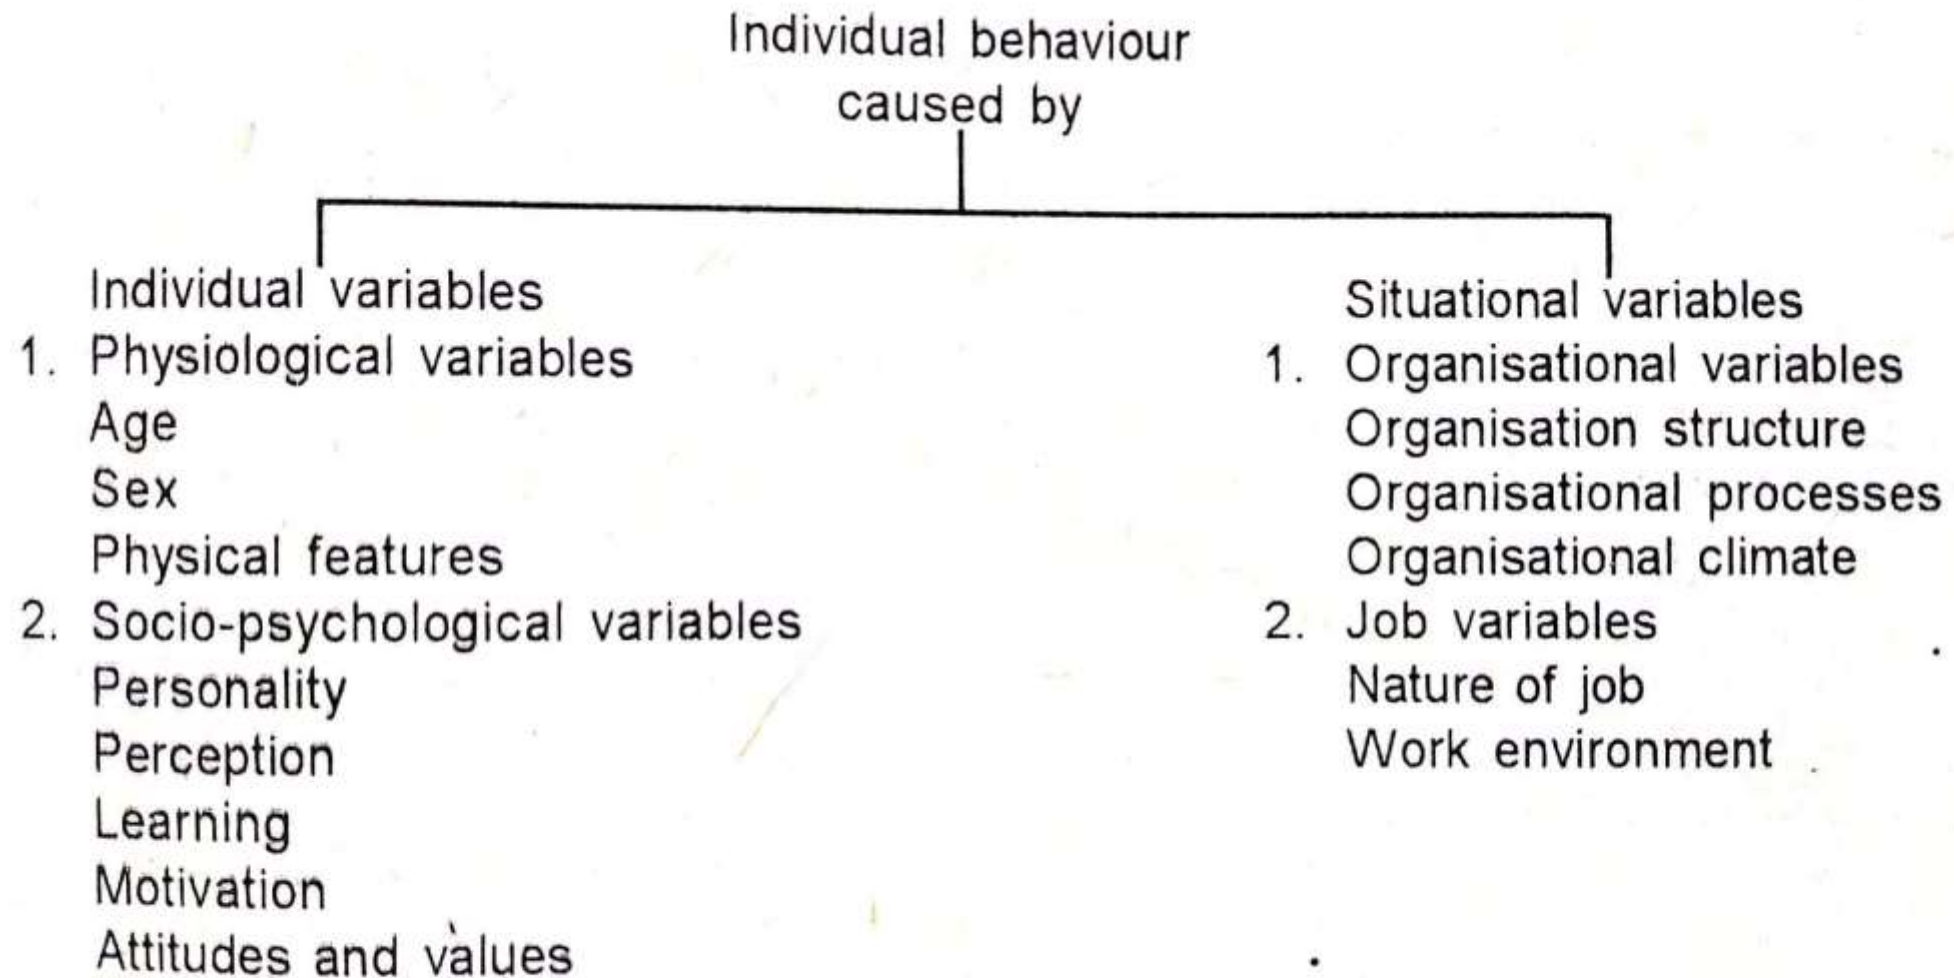 Individual behaviour
caused by
Individual variables
1. Physiological variables
Age
Sex
Physical features
2. Socio-psychological variables
Personality
Perception
Learning
Motivation
Attitudes and values
Situational variables
1. Organisational variables
Organisation structure
Organisational processes
Organisational climate
2. Job variables
Nature of job
Work environment